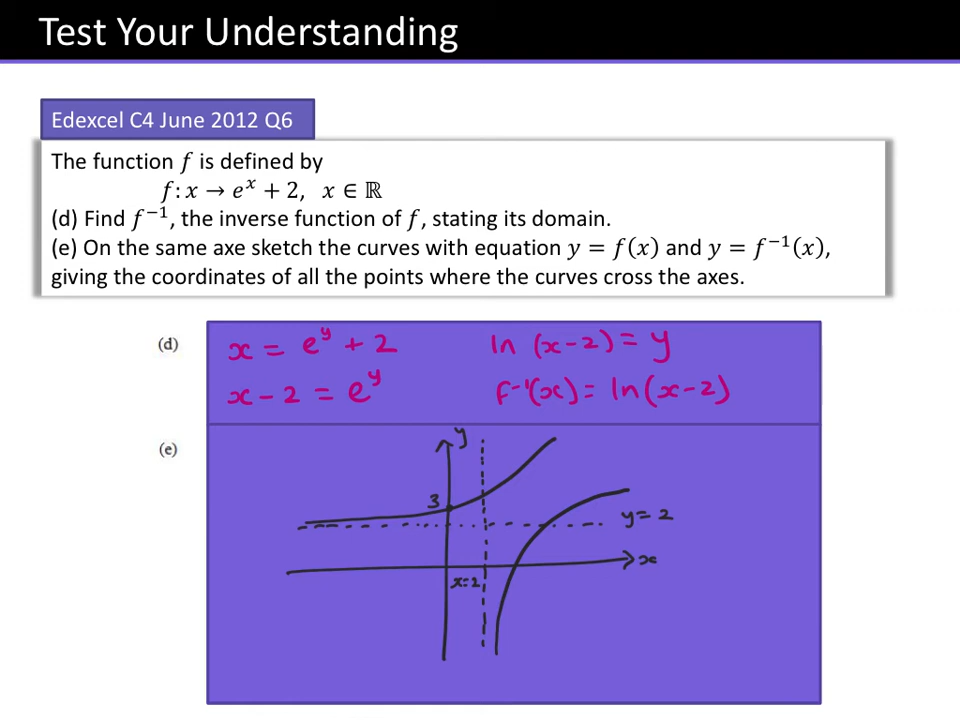 Test Your Understanding
Edexcel C4 June 2012 Q6
The function f is defined by
f: x → eˣ + 2, x ∈ ℝ
(d) Find f⁻¹, the inverse function of f, stating its domain.
(e) On the same axe sketch the curves with equation y = f(x) and y = f⁻¹(x),
giving the coordinates of all the points where the curves cross the axes.
(d)
x = eʸ + 2
x − 2 = eʸ
ln (x−2) = y
f⁻¹(x) = ln(x−2)
(e)
y
3
y = 2
x
x=2